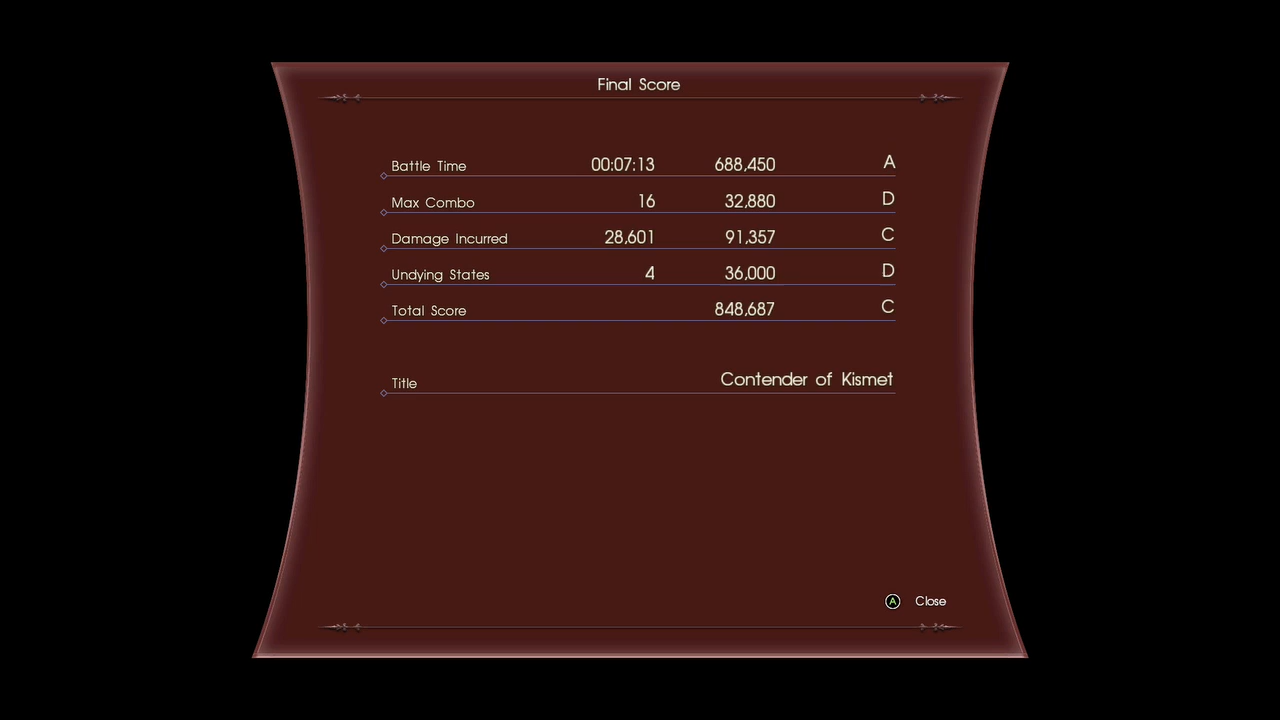 Final Score
Battle Time 00:07:13 688,450 A
Max Combo 16 32,880 D
Damage Incurred 28,601 91,357 C
Undying States 4 36,000 D
Total Score 848,687 C
Title Contender of Kismet
A Close